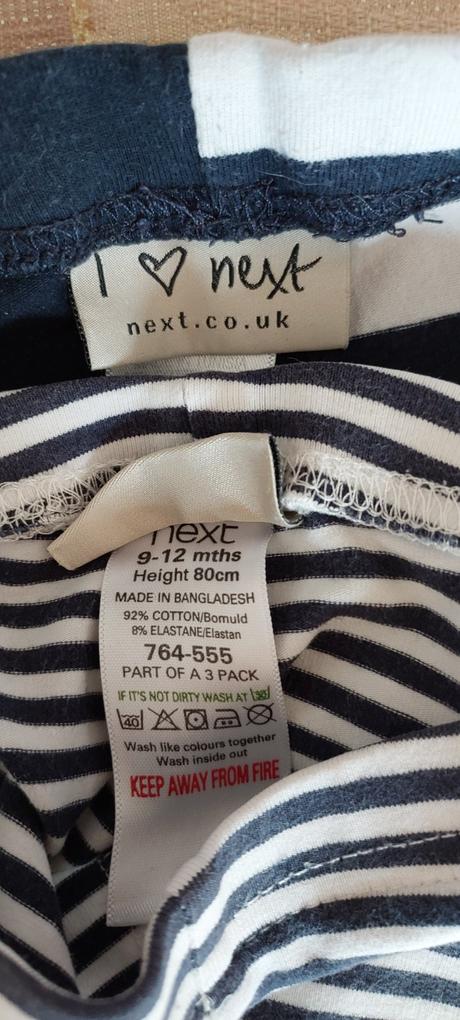 I ♡ next
next.co.uk
next
9-12 mths
Height 80cm
MADE IN BANGLADESH
92% COTTON/Bomuld
8% ELASTANE/Elastan
764-555
PART OF A 3 PACK
IF IT'S NOT DIRTY WASH AT 30
40
Wash like colours together
Wash inside out
KEEP AWAY FROM FIRE